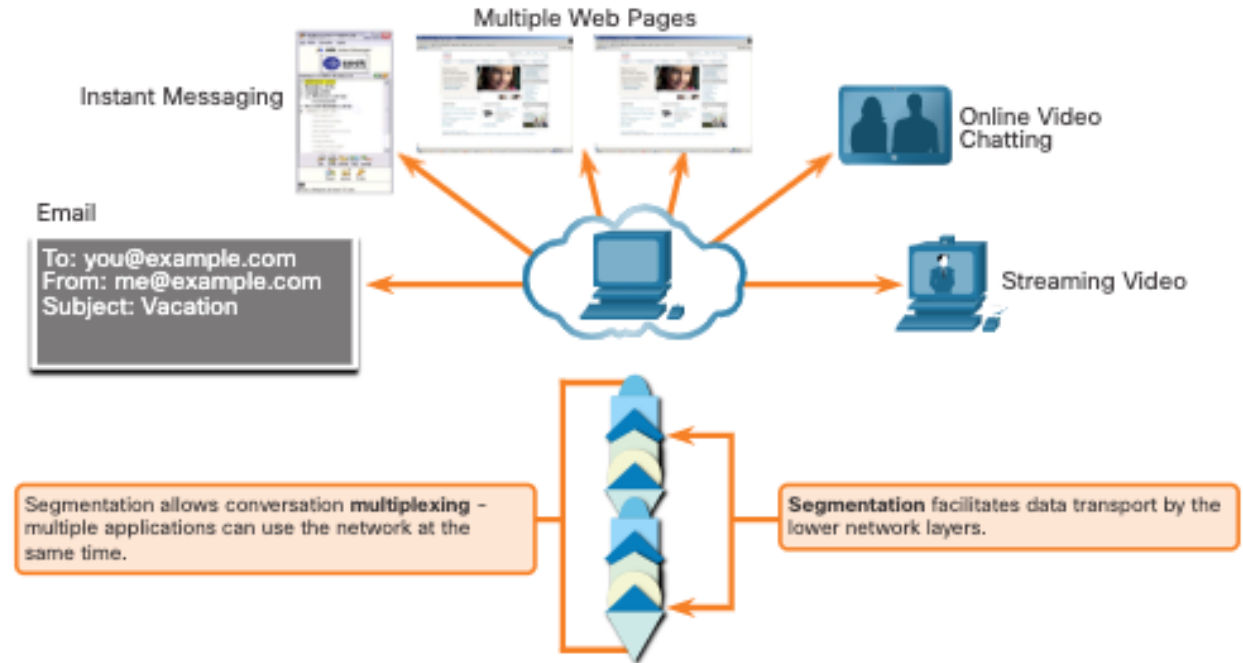 Multiple Web Pages
Instant Messaging
Online Video
Chatting
Email
To: you@example.com
From: me@example.com
Subject: Vacation
Streaming Video
Segmentation allows conversation multiplexing -
multiple applications can use the network at the
same time.
Segmentation facilitates data transport by the
lower network layers.